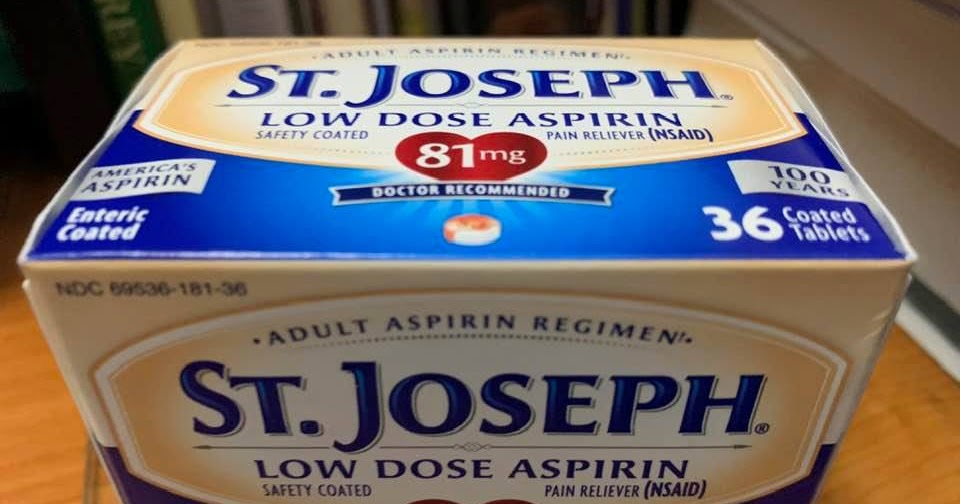 ·ADULT ASPIRIN REGIMEN!·
ST. JOSEPH®
LOW DOSE ASPIRIN
SAFETY COATED PAIN RELIEVER (NSAID)
81mg
DOCTOR RECOMMENDED
AMERICA'S
ASPIRIN
100
YEARS
Enteric
Coated
36 Coated
Tablets
NDC 69536-181-36
·ADULT ASPIRIN REGIMEN!·
ST. JOSEPH®
LOW DOSE ASPIRIN
SAFETY COATED PAIN RELIEVER (NSAID)